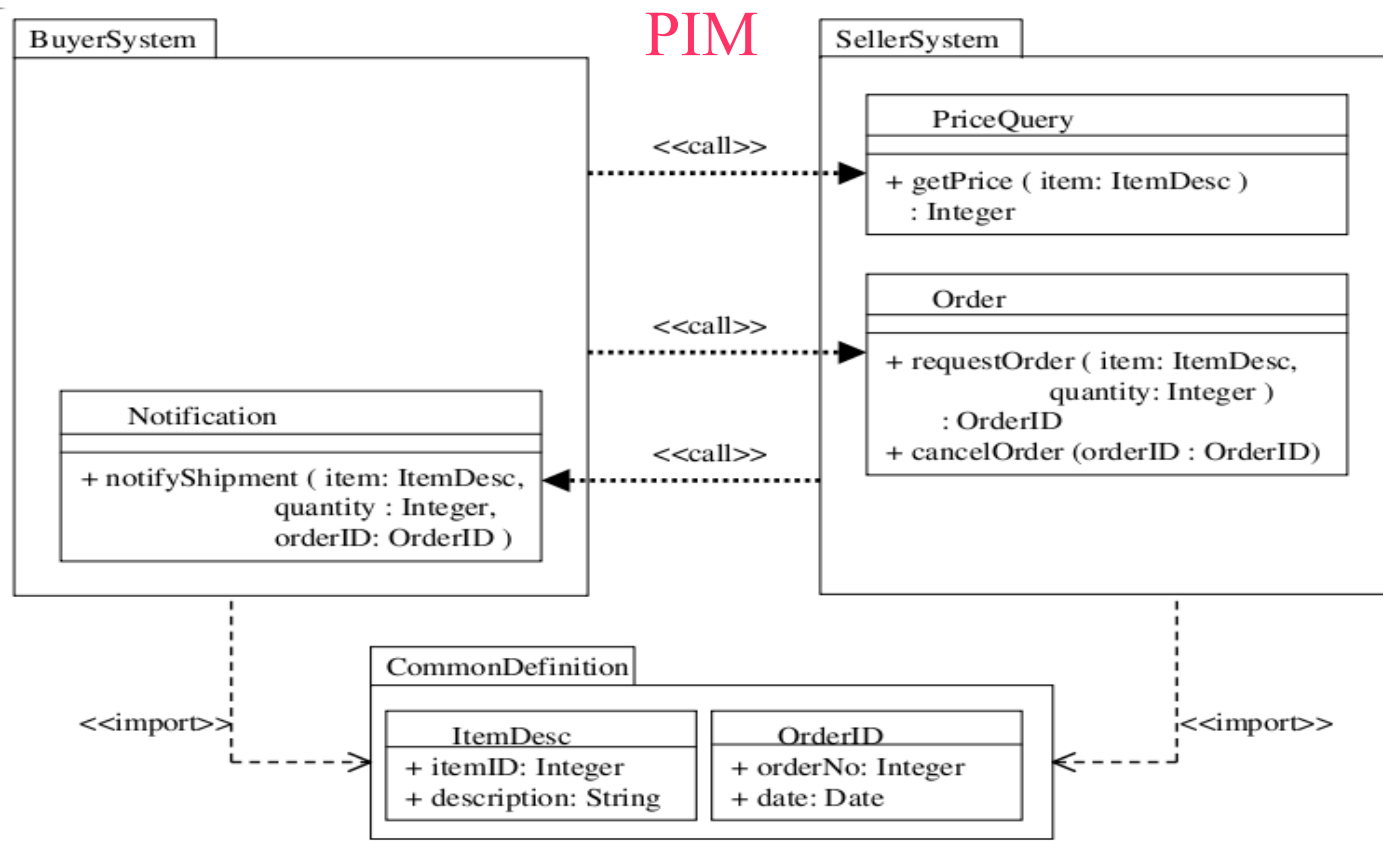 PIM
BuyerSystem
Notification
+ notifyShipment ( item: ItemDesc,
quantity : Integer,
orderID: OrderID )
<<call>>
<<call>>
<<call>>
SellerSystem
PriceQuery
+ getPrice ( item: ItemDesc )
: Integer
Order
+ requestOrder ( item: ItemDesc,
quantity: Integer )
: OrderID
+ cancelOrder (orderID : OrderID)
<<import>>
CommonDefinition
ItemDesc
+ itemID: Integer
+ description: String
OrderID
+ orderNo: Integer
+ date: Date
<<import>>